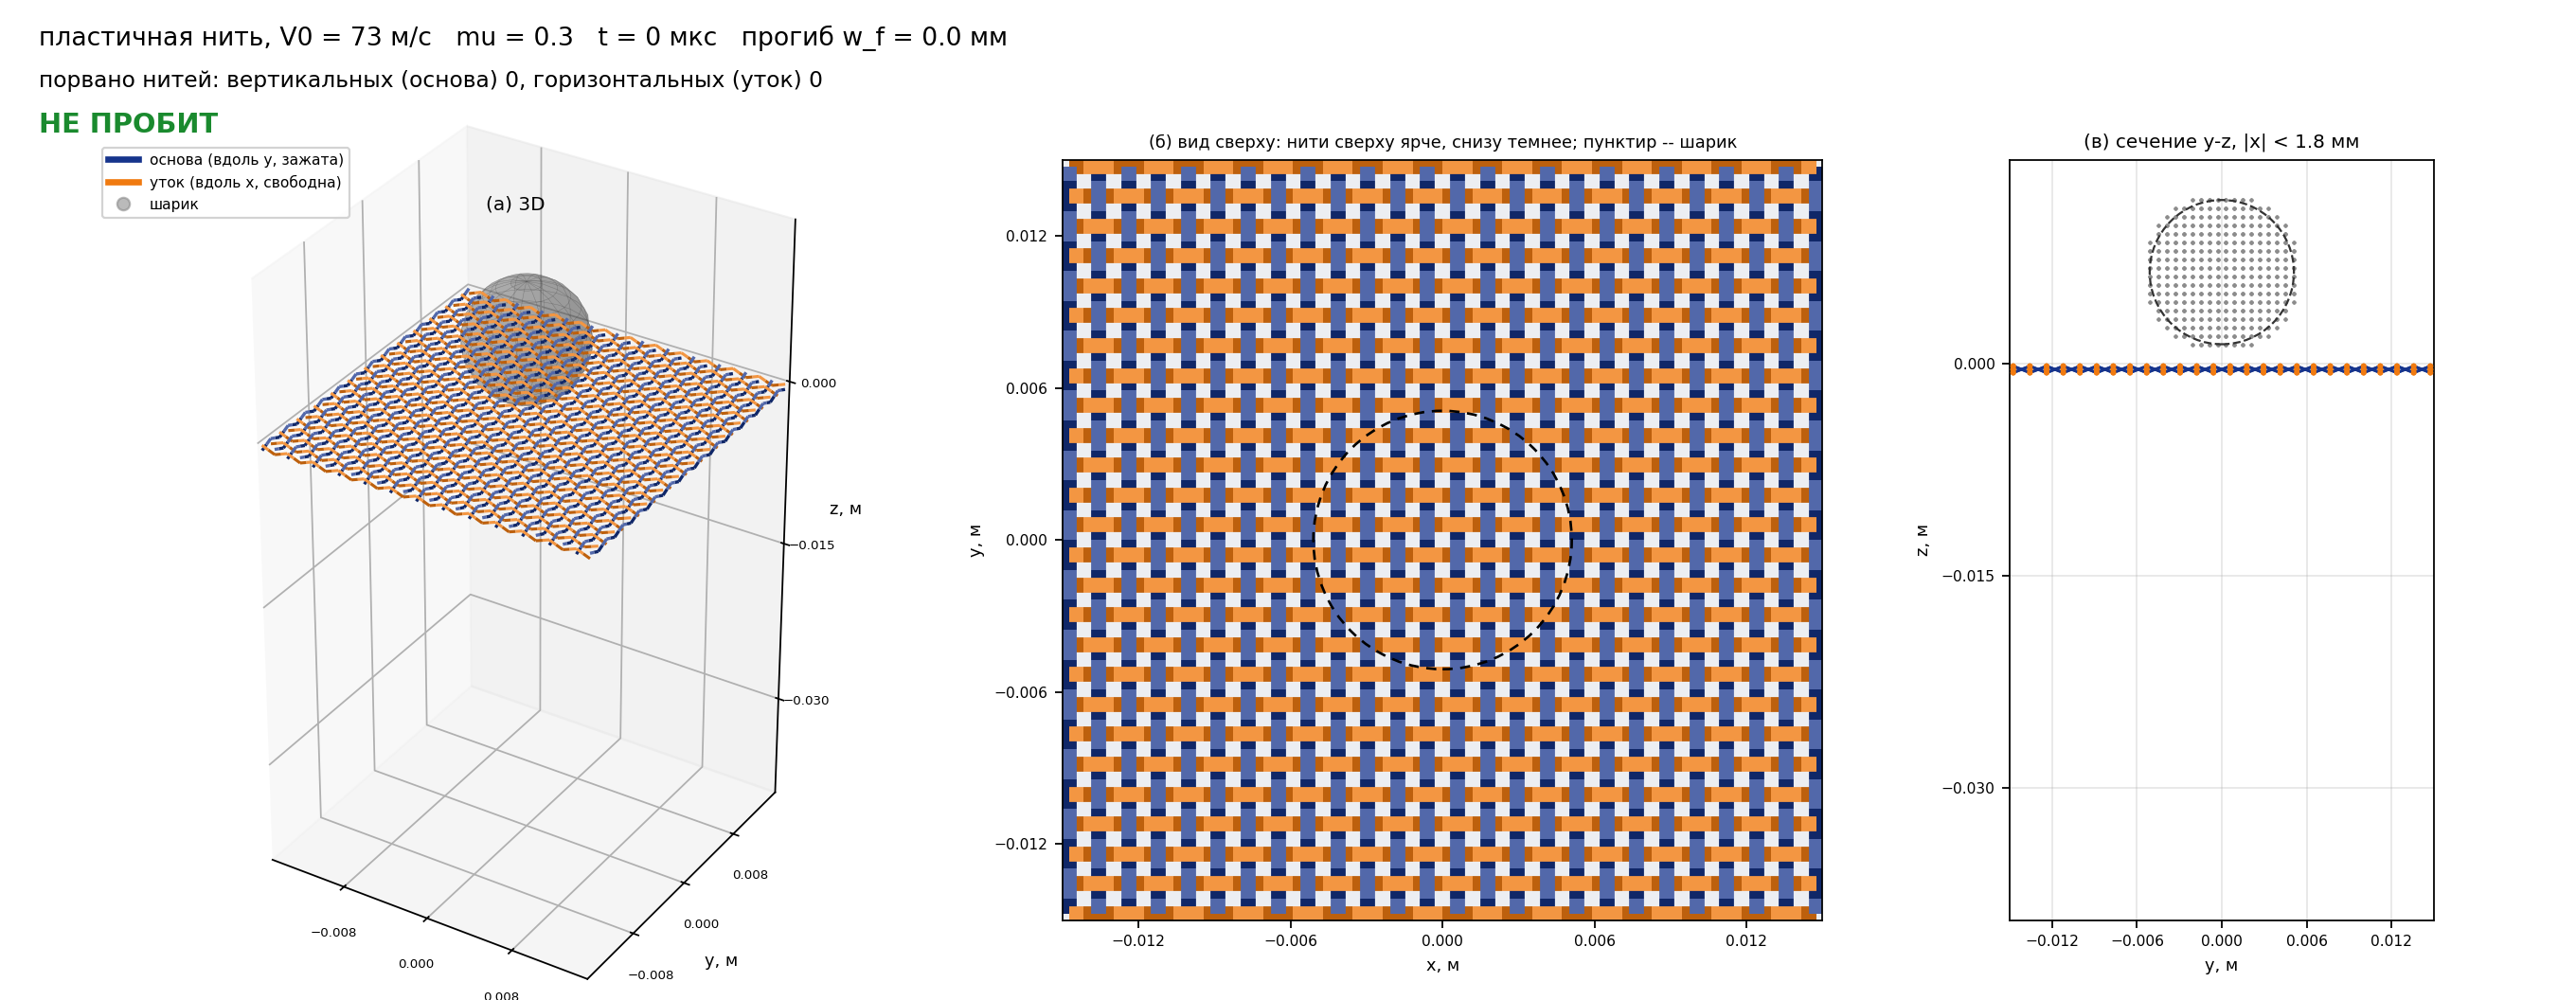 пластичная нить, V0 = 73 м/с   mu = 0.3   t = 0 мкс   прогиб w_f = 0.0 мм
порвано нитей: вертикальных (основа) 0, горизонтальных (уток) 0
НЕ ПРОБИТ
основа (вдоль y, зажата)
уток (вдоль x, свободна)
шарик
(а) 3D
0.000
z, м
−0.015
−0.030
−0.008
0.000
0.008
y, м
−0.008
0.000
0.008
(б) вид сверху: нити сверху ярче, снизу темнее; пунктир -- шарик
0.012
0.006
0.000
−0.006
−0.012
y, м
−0.012
−0.006
0.000
0.006
0.012
x, м
(в) сечение y-z, |x| < 1.8 мм
0.000
−0.015
−0.030
z, м
−0.012
−0.006
0.000
0.006
0.012
y, м